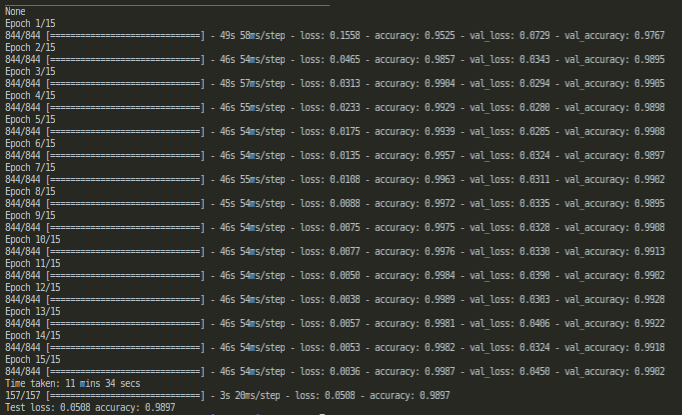 None
Epoch 1/15
844/844 [==============================] - 49s 58ms/step - loss: 0.1558 - accuracy: 0.9525 - val_loss: 0.0729 - val_accuracy: 0.9767
Epoch 2/15
844/844 [==============================] - 46s 54ms/step - loss: 0.0465 - accuracy: 0.9857 - val_loss: 0.0343 - val_accuracy: 0.9895
Epoch 3/15
844/844 [==============================] - 48s 57ms/step - loss: 0.0313 - accuracy: 0.9904 - val_loss: 0.0294 - val_accuracy: 0.9905
Epoch 4/15
844/844 [==============================] - 46s 55ms/step - loss: 0.0233 - accuracy: 0.9929 - val_loss: 0.0280 - val_accuracy: 0.9898
Epoch 5/15
844/844 [==============================] - 46s 54ms/step - loss: 0.0175 - accuracy: 0.9939 - val_loss: 0.0285 - val_accuracy: 0.9908
Epoch 6/15
844/844 [==============================] - 46s 54ms/step - loss: 0.0135 - accuracy: 0.9957 - val_loss: 0.0324 - val_accuracy: 0.9897
Epoch 7/15
844/844 [==============================] - 46s 55ms/step - loss: 0.0108 - accuracy: 0.9963 - val_loss: 0.0311 - val_accuracy: 0.9902
Epoch 8/15
844/844 [==============================] - 45s 54ms/step - loss: 0.0088 - accuracy: 0.9972 - val_loss: 0.0335 - val_accuracy: 0.9895
Epoch 9/15
844/844 [==============================] - 46s 54ms/step - loss: 0.0075 - accuracy: 0.9975 - val_loss: 0.0328 - val_accuracy: 0.9908
Epoch 10/15
844/844 [==============================] - 46s 54ms/step - loss: 0.0077 - accuracy: 0.9976 - val_loss: 0.0330 - val_accuracy: 0.9913
Epoch 11/15
844/844 [==============================] - 46s 54ms/step - loss: 0.0050 - accuracy: 0.9984 - val_loss: 0.0390 - val_accuracy: 0.9902
Epoch 12/15
844/844 [==============================] - 46s 54ms/step - loss: 0.0038 - accuracy: 0.9989 - val_loss: 0.0303 - val_accuracy: 0.9928
Epoch 13/15
844/844 [==============================] - 46s 54ms/step - loss: 0.0057 - accuracy: 0.9981 - val_loss: 0.0406 - val_accuracy: 0.9922
Epoch 14/15
844/844 [==============================] - 46s 54ms/step - loss: 0.0053 - accuracy: 0.9982 - val_loss: 0.0324 - val_accuracy: 0.9918
Epoch 15/15
844/844 [==============================] - 46s 54ms/step - loss: 0.0036 - accuracy: 0.9987 - val_loss: 0.0450 - val_accuracy: 0.9902
Time taken: 11 mins 34 secs
157/157 [==============================] - 3s 20ms/step - loss: 0.0508 - accuracy: 0.9897
Test loss: 0.0508 accuracy: 0.9897